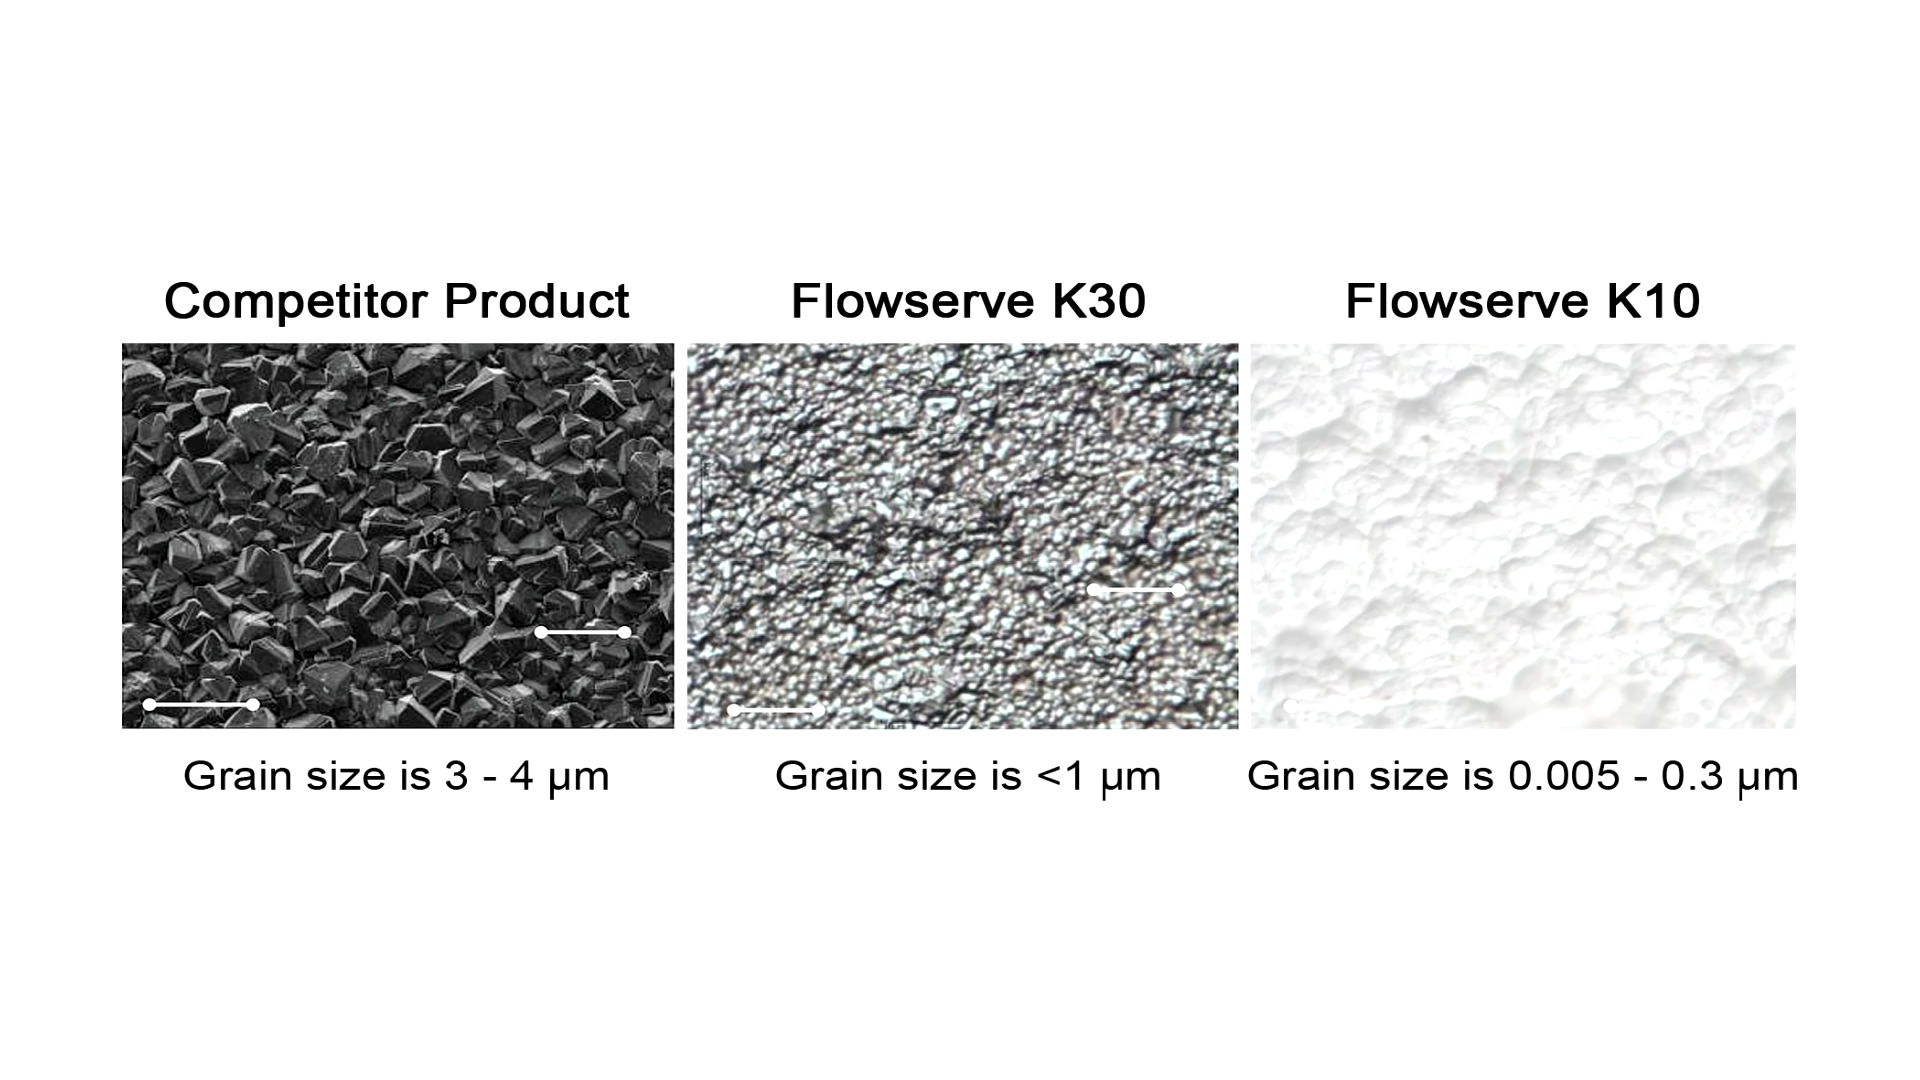 Competitor Product
Flowserve K30
Flowserve K10
Grain size is 3 - 4 µm
Grain size is <1 µm
Grain size is 0.005 - 0.3 µm